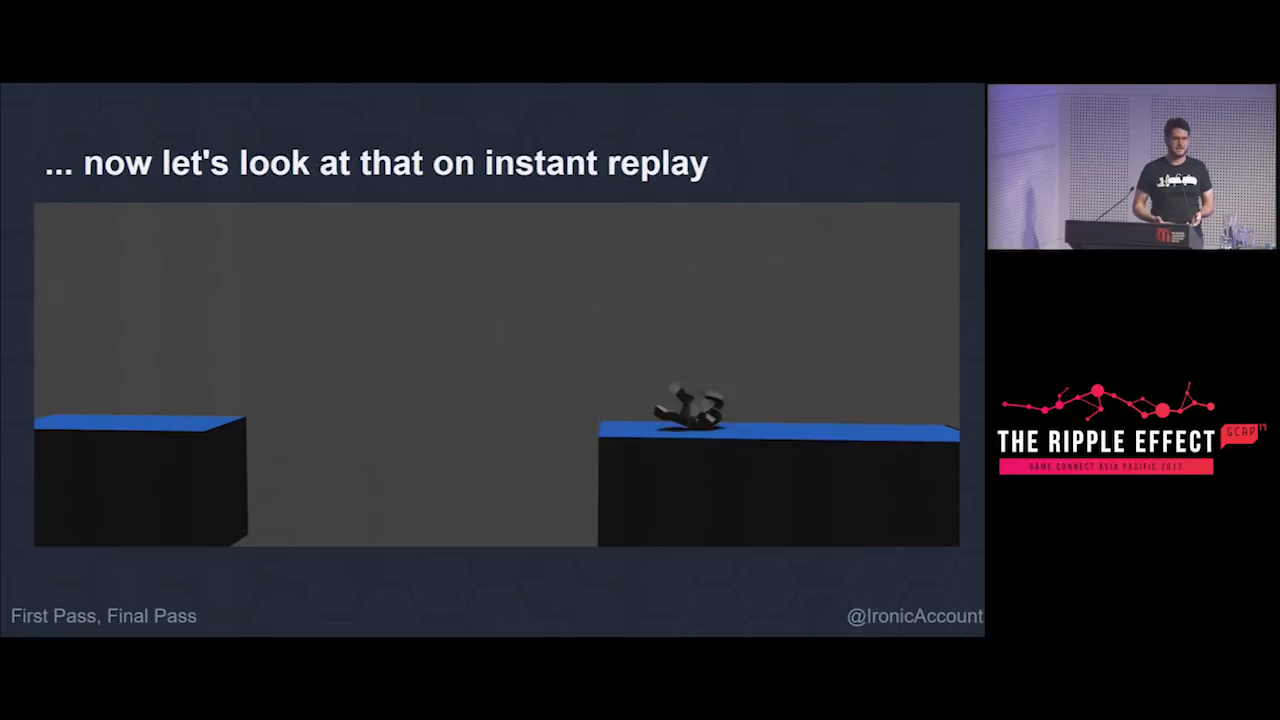 ... now let's look at that on instant replay
First Pass, Final Pass
@IronicAccount
THE RIPPLE EFFECT
GCAP17
GAME CONNECT ASIA PACIFIC 2017